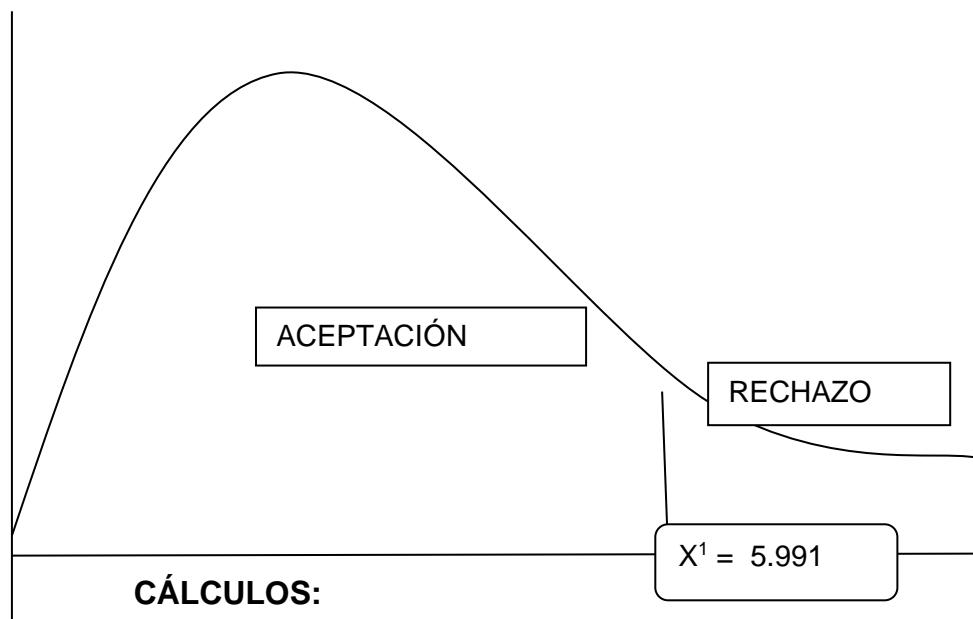 ACEPTACIÓN
RECHAZO
X¹ = 5.991
CÁLCULOS: